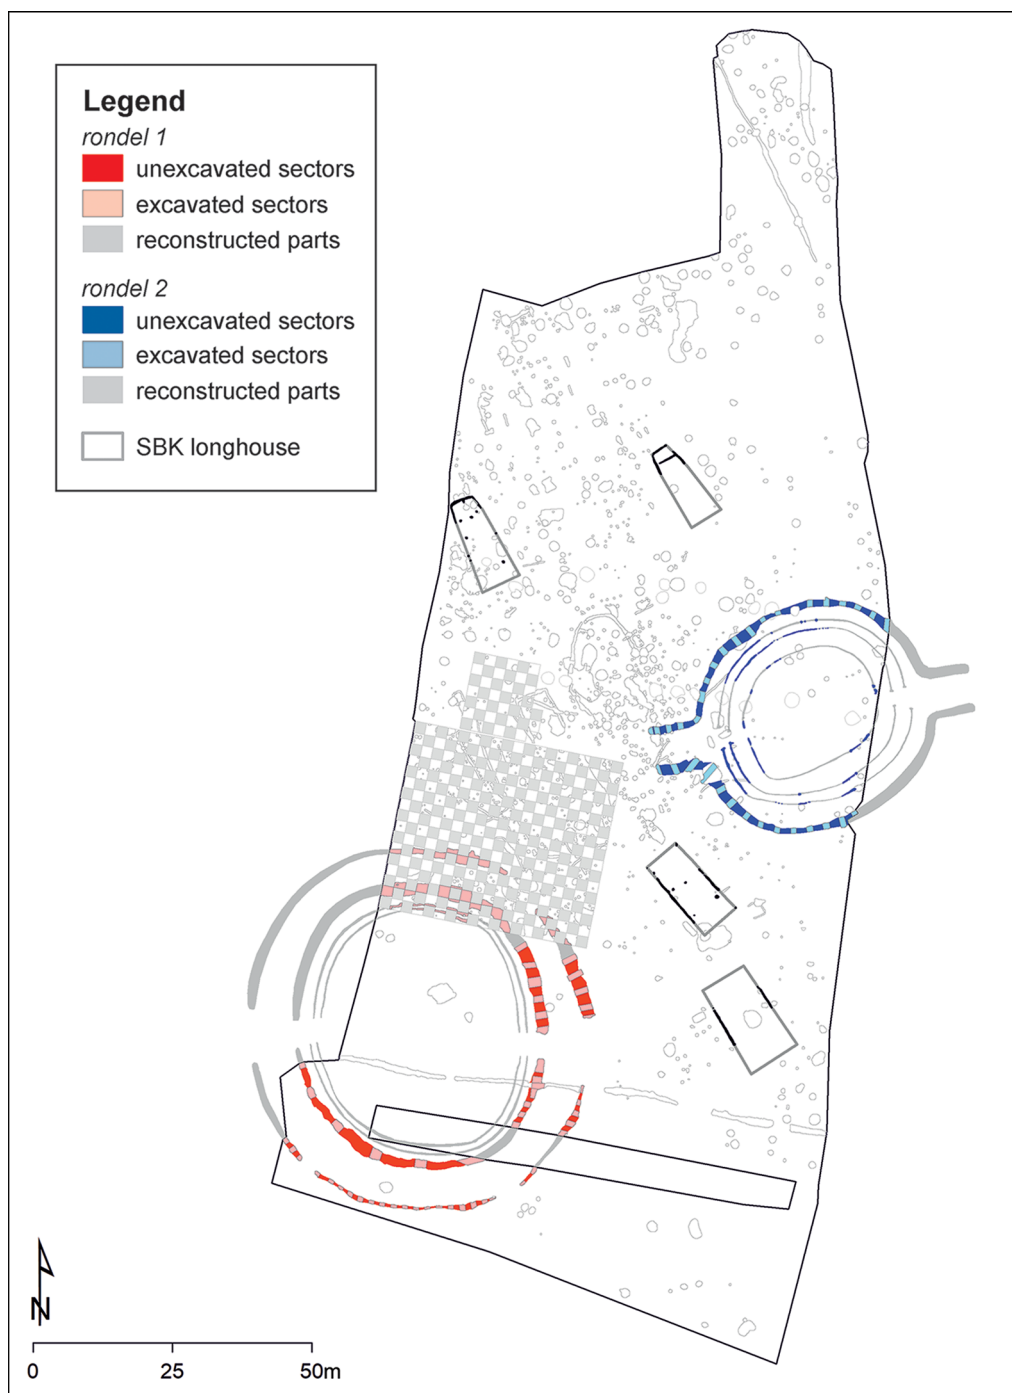 Legend
rondel 1
unexcavated sectors
excavated sectors
reconstructed parts
rondel 2
unexcavated sectors
excavated sectors
reconstructed parts
SBK longhouse
N
0 25 50m